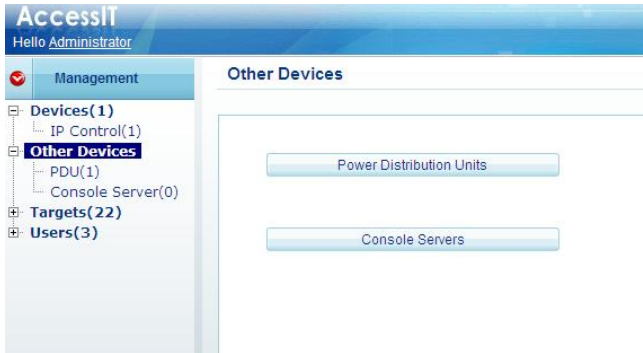 AccessIT
Hello Administrator
Management
Devices(1)
IP Control(1)
Other Devices
PDU(1)
Console Server(0)
Targets(22)
Users(3)
Other Devices
Power Distribution Units
Console Servers